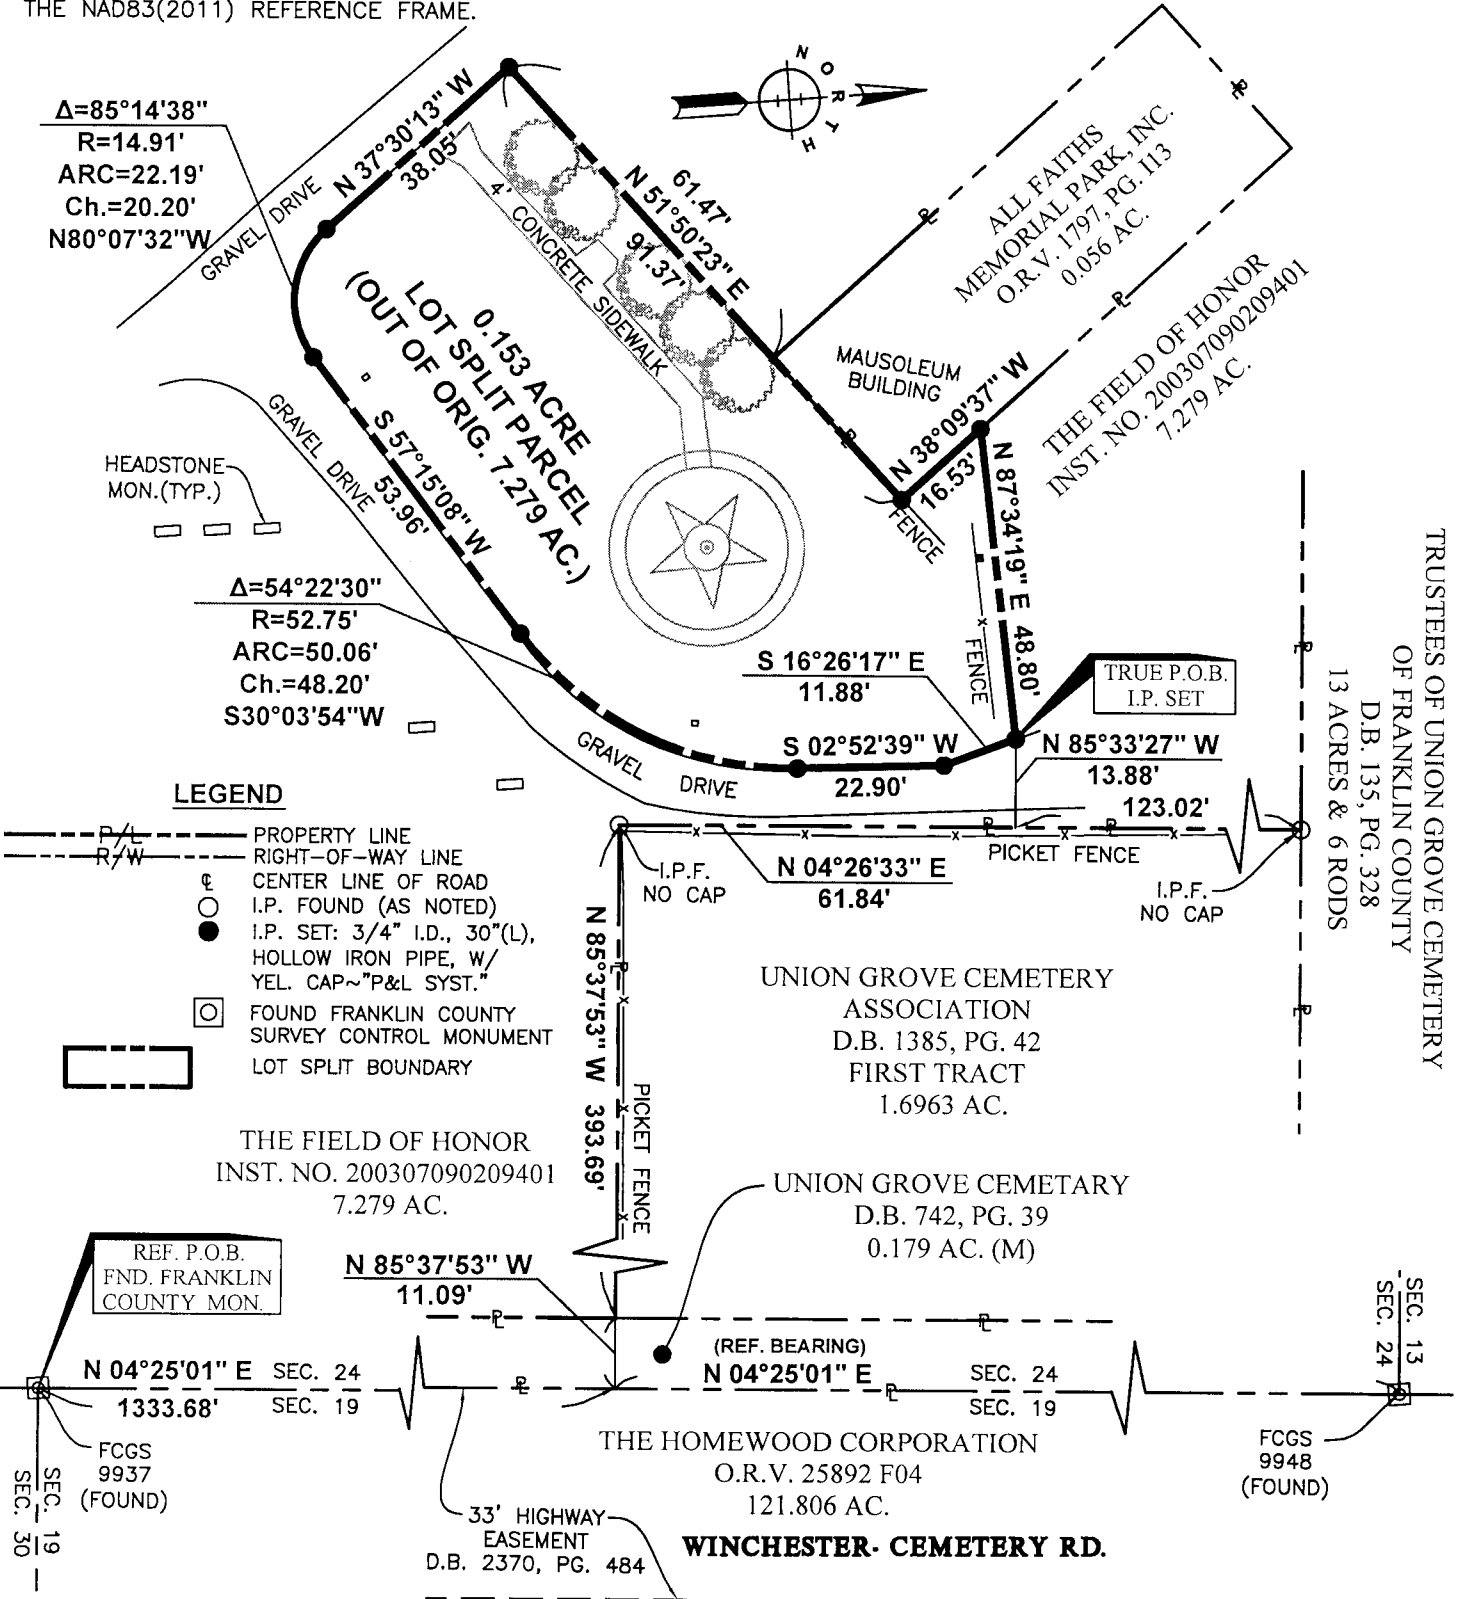 THE NAD83(2011) REFERENCE FRAME.
Δ=85°14'38"
R=14.91'
ARC=22.19'
Ch.=20.20'
N80°07'32"W
N 37°30'13" W
38.05'
GRAVEL DRIVE
NORTH
4' CONCRETE SIDEWALK
61.47'
N 51°50'23" E
91.37'
ALL FAITHS
MEMORIAL PARK, INC.
O.R.V. 1797, PG. I13
0.056 AC.
THE FIELD OF HONOR
INST. NO. 200307090209401
7.279 AC.
MAUSOLEUM
BUILDING
0.153 ACRE
LOT SPLIT PARCEL
(OUT OF ORIG. 7.279 AC.)
N 38°09'37" W
16.53'
FENCE
N 87°34'19" E 48.80'
FENCE
GRAVEL DRIVE
S 57°15'08" W
53.96'
HEADSTONE
MON.(TYP.)
Δ=54°22'30"
R=52.75'
ARC=50.06'
Ch.=48.20'
S30°03'54"W
S 16°26'17" E
11.88'
TRUE P.O.B.
I.P. SET
S 02°52'39" W
22.90'
N 85°33'27" W
13.88'
123.02'
GRAVEL DRIVE
TRUSTEES OF UNION GROVE CEMETERY
OF FRANKLIN COUNTY
D.B. 135, PG. 328
13 ACRES & 6 RODS
PICKET FENCE
I.P.F.
NO CAP
N 04°26'33" E
61.84'
I.P.F.
NO CAP
LEGEND
P/L PROPERTY LINE
R/W RIGHT-OF-WAY LINE
℄ CENTER LINE OF ROAD
I.P. FOUND (AS NOTED)
I.P. SET: 3/4" I.D., 30"(L),
HOLLOW IRON PIPE, W/
YEL. CAP~"P&L SYST."
FOUND FRANKLIN COUNTY
SURVEY CONTROL MONUMENT
LOT SPLIT BOUNDARY
N 85°37'53" W 393.69'
PICKET FENCE
UNION GROVE CEMETERY
ASSOCIATION
D.B. 1385, PG. 42
FIRST TRACT
1.6963 AC.
THE FIELD OF HONOR
INST. NO. 200307090209401
7.279 AC.
UNION GROVE CEMETARY
D.B. 742, PG. 39
0.179 AC. (M)
REF. P.O.B.
FND. FRANKLIN
COUNTY MON.
N 85°37'53" W
11.09'
(REF. BEARING)
N 04°25'01" E
SEC. 24
SEC. 19
N 04°25'01" E
1333.68'
SEC. 24
SEC. 19
SEC. 13
SEC. 24
FCGS
9937
(FOUND)
SEC. 19
SEC. 30
THE HOMEWOOD CORPORATION
O.R.V. 25892 F04
121.806 AC.
FCGS
9948
(FOUND)
33' HIGHWAY
EASEMENT
D.B. 2370, PG. 484
WINCHESTER· CEMETERY RD.